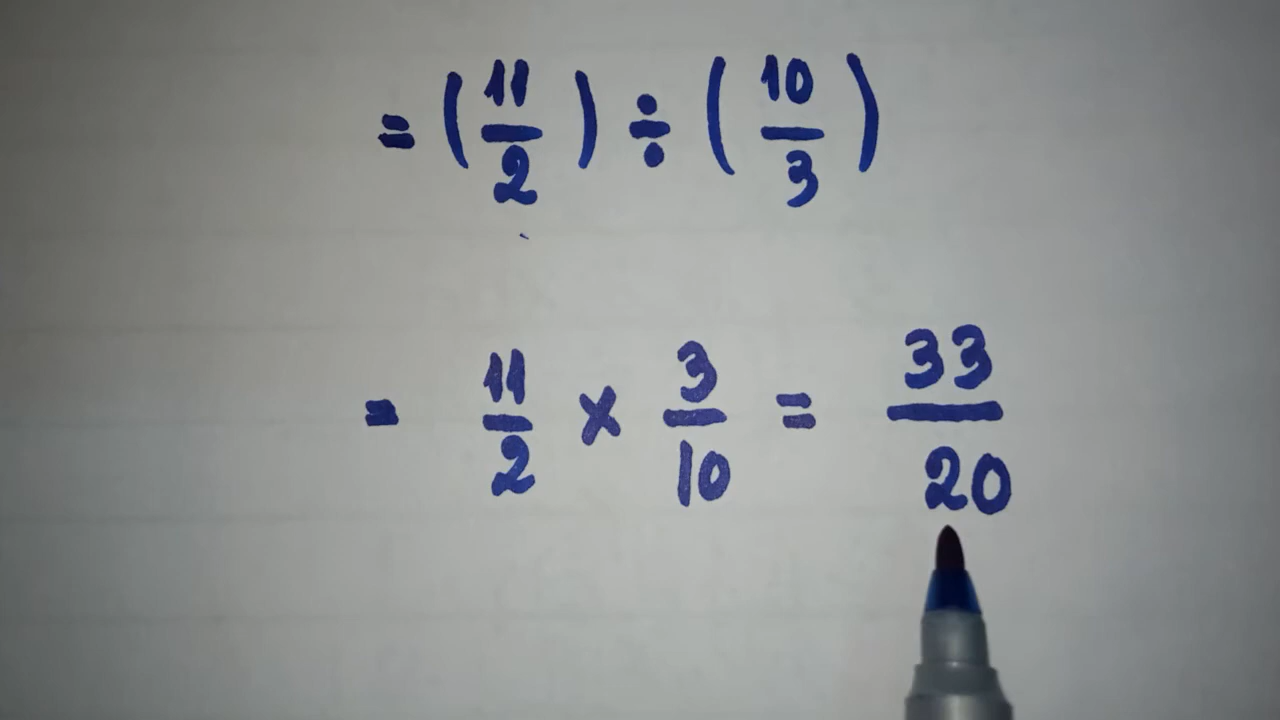 = (11/2) ÷ (10/3)
= 11/2 × 3/10 = 33/20